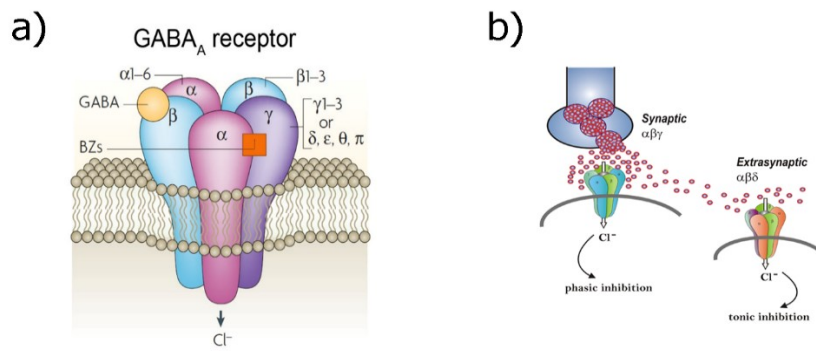 a)
GABA_A receptor
α1–6
β1–3
GABA
α
β
β
γ
α
γ1–3
or
δ, ε, θ, π
BZs
Cl–
b)
Synaptic
αβγ
Extrasynaptic
αβδ
Cl–
phasic inhibition
Cl–
tonic inhibition